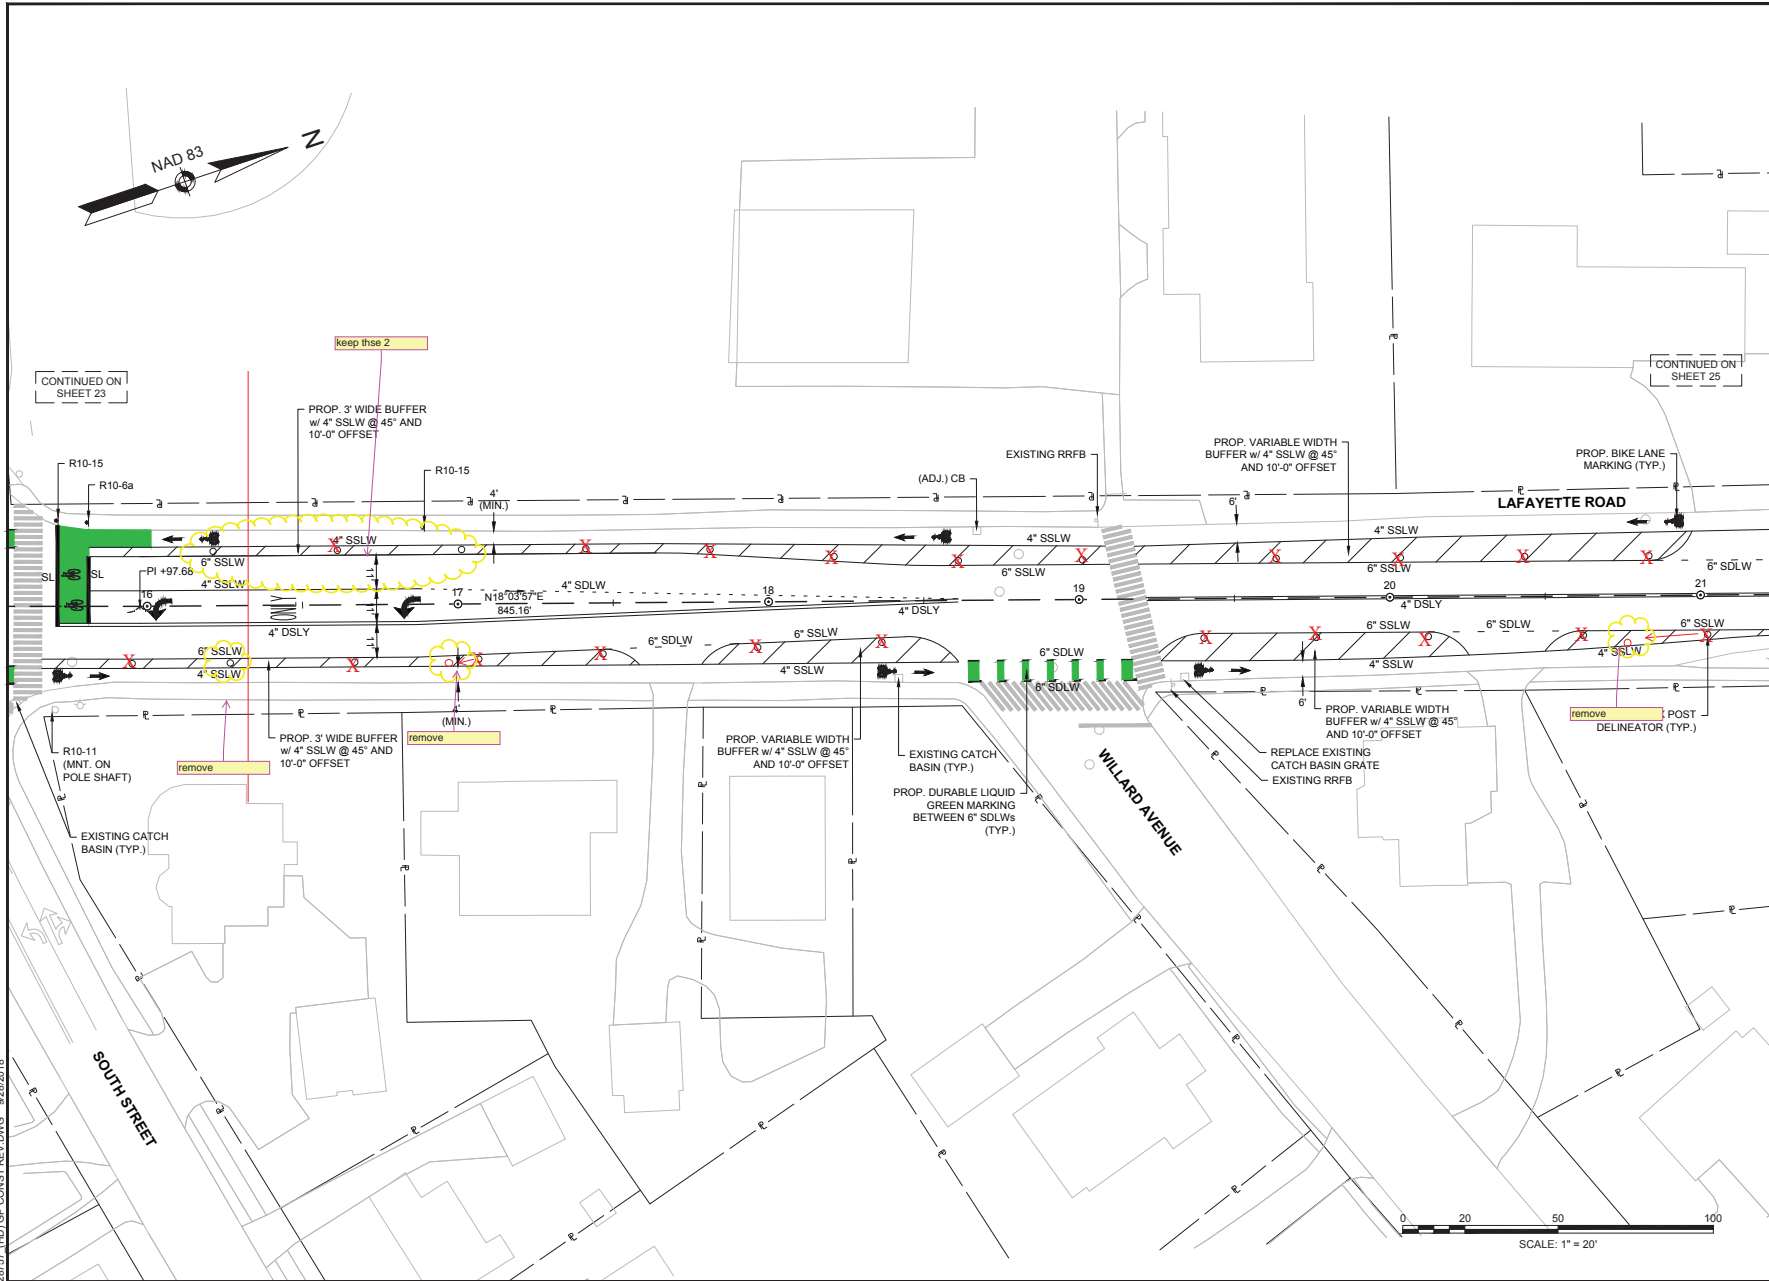 NAD 83
N
keep thse 2
CONTINUED ON
SHEET 23
CONTINUED ON
SHEET 25
PROP. 3' WIDE BUFFER
w/ 4" SSLW @ 45° AND
10'-0" OFFSET
R10-15
R10-6a
R10-15
4'
(MIN.)
(ADJ.) CB
EXISTING RRFB
PROP. VARIABLE WIDTH
BUFFER w/ 4" SSLW @ 45°
AND 10'-0" OFFSET
PROP. BIKE LANE
MARKING (TYP.)
LAFAYETTE ROAD
6'
4" SSLW
4" SSLW
4" SSLW
4" SSLW
6" SSLW
6" SSLW
6" SSLW
6" SDLW
SL
SL
PI +97.68
4" SSLW
4" SDLW
16
17
18
19
20
21
N18°03'57"E
845.16'
11'
11'
4" DSLY
4" DSLY
4" DSLY
6" SSLW
4" SSLW
6" SDLW
6" SSLW
4" SSLW
6" SDLW
6" SDLW
6" SSLW
6" SDLW
6" SSLW
4" SSLW
4" SSLW
4'
(MIN.)
6'
R10-11
(MNT. ON
POLE SHAFT)
remove
PROP. 3' WIDE BUFFER
w/ 4" SSLW @ 45° AND
10'-0" OFFSET
remove
PROP. VARIABLE WIDTH
BUFFER w/ 4" SSLW @ 45°
AND 10'-0" OFFSET
EXISTING CATCH
BASIN (TYP.)
PROP. DURABLE LIQUID
GREEN MARKING
BETWEEN 6" SDLWs
(TYP.)
WILLARD AVENUE
REPLACE EXISTING
CATCH BASIN GRATE
EXISTING RRFB
PROP. VARIABLE WIDTH
BUFFER w/ 4" SSLW @ 45°
AND 10'-0" OFFSET
remove
POST
DELINEATOR (TYP.)
EXISTING CATCH
BASIN (TYP.)
SOUTH STREET
0 20 50 100
SCALE: 1" = 20'